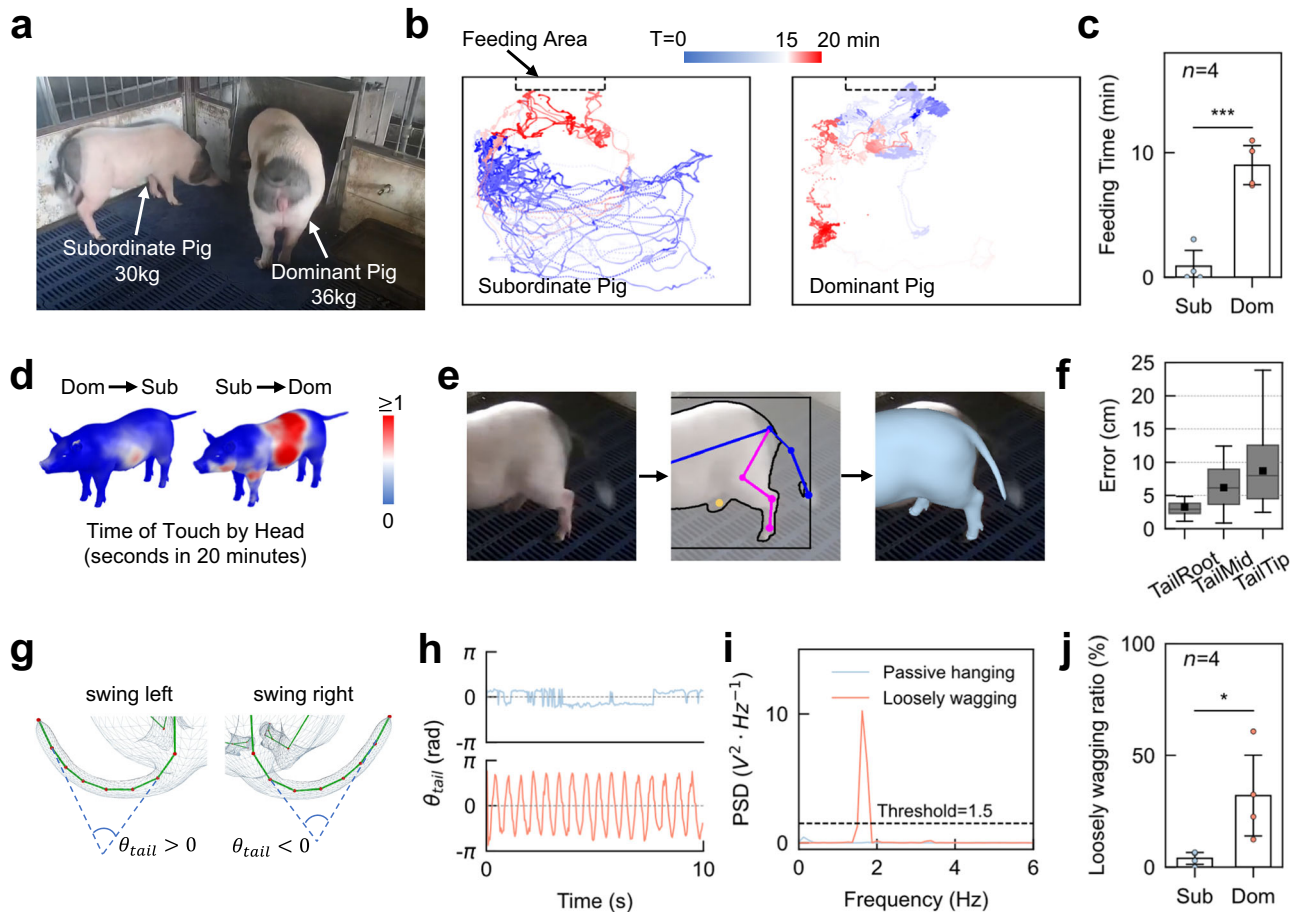 a
Subordinate Pig
30kg
Dominant Pig
36kg
b
Feeding Area
T=0
15
20 min
Subordinate Pig
Dominant Pig
c
n=4
***
Feeding Time (min)
10
0
Sub
Dom
d
Dom
Sub
Sub
Dom
≥1
0
Time of Touch by Head
(seconds in 20 minutes)
e
f
Error (cm)
25
20
15
10
5
0
TailRoot
TailMid
TailTip
g
swing left
swing right
θtail > 0
θtail < 0
h
θtail (rad)
π
0
-π
π
0
-π
0
10
Time (s)
i
Passive hanging
Loosely wagging
PSD (V² · Hz⁻¹)
10
0
Threshold=1.5
0
2
4
6
Frequency (Hz)
j
n=4
*
Loosely wagging ratio (%)
100
50
0
Sub
Dom